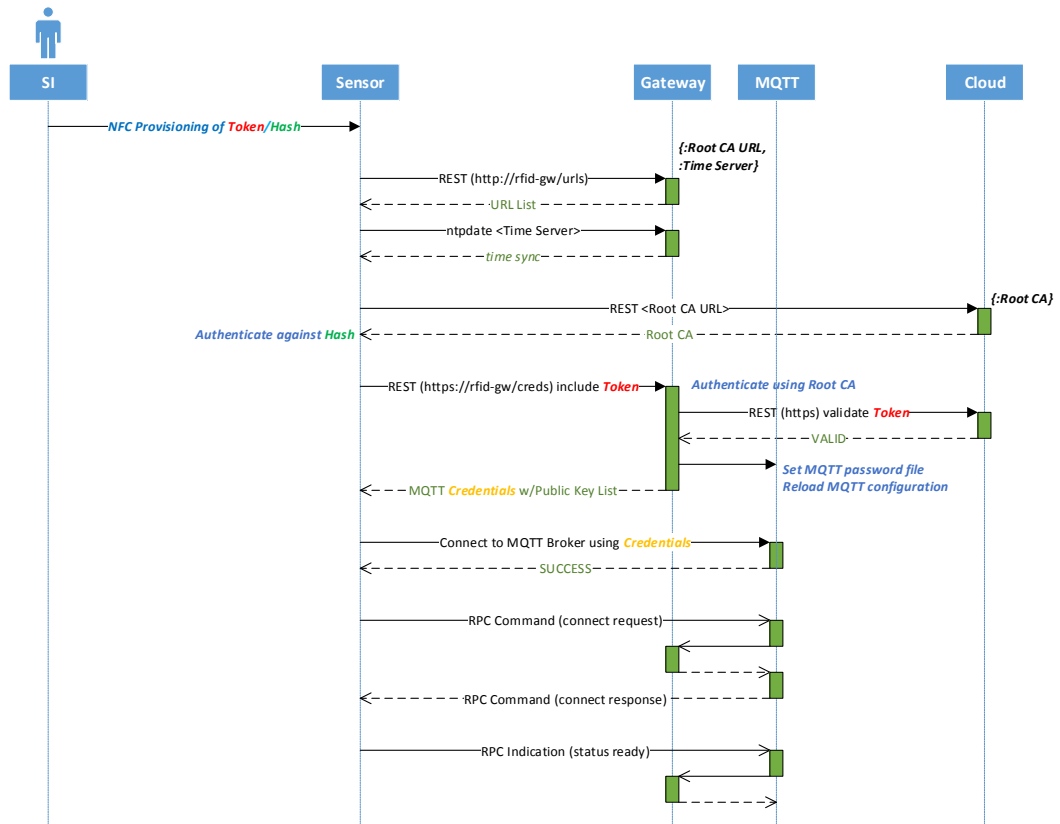 SI
Sensor
Gateway
MQTT
Cloud
NFC Provisioning of Token/Hash
{:Root CA URL,
:Time Server}
REST (http://rfid-gw/urls)
URL List
ntpdate <Time Server>
time sync
{:Root CA}
REST <Root CA URL>
Authenticate against Hash
Root CA
REST (https://rfid-gw/creds) include Token
Authenticate using Root CA
REST (https) validate Token
VALID
Set MQTT password file
Reload MQTT configuration
MQTT Credentials w/Public Key List
Connect to MQTT Broker using Credentials
SUCCESS
RPC Command (connect request)
RPC Command (connect response)
RPC Indication (status ready)